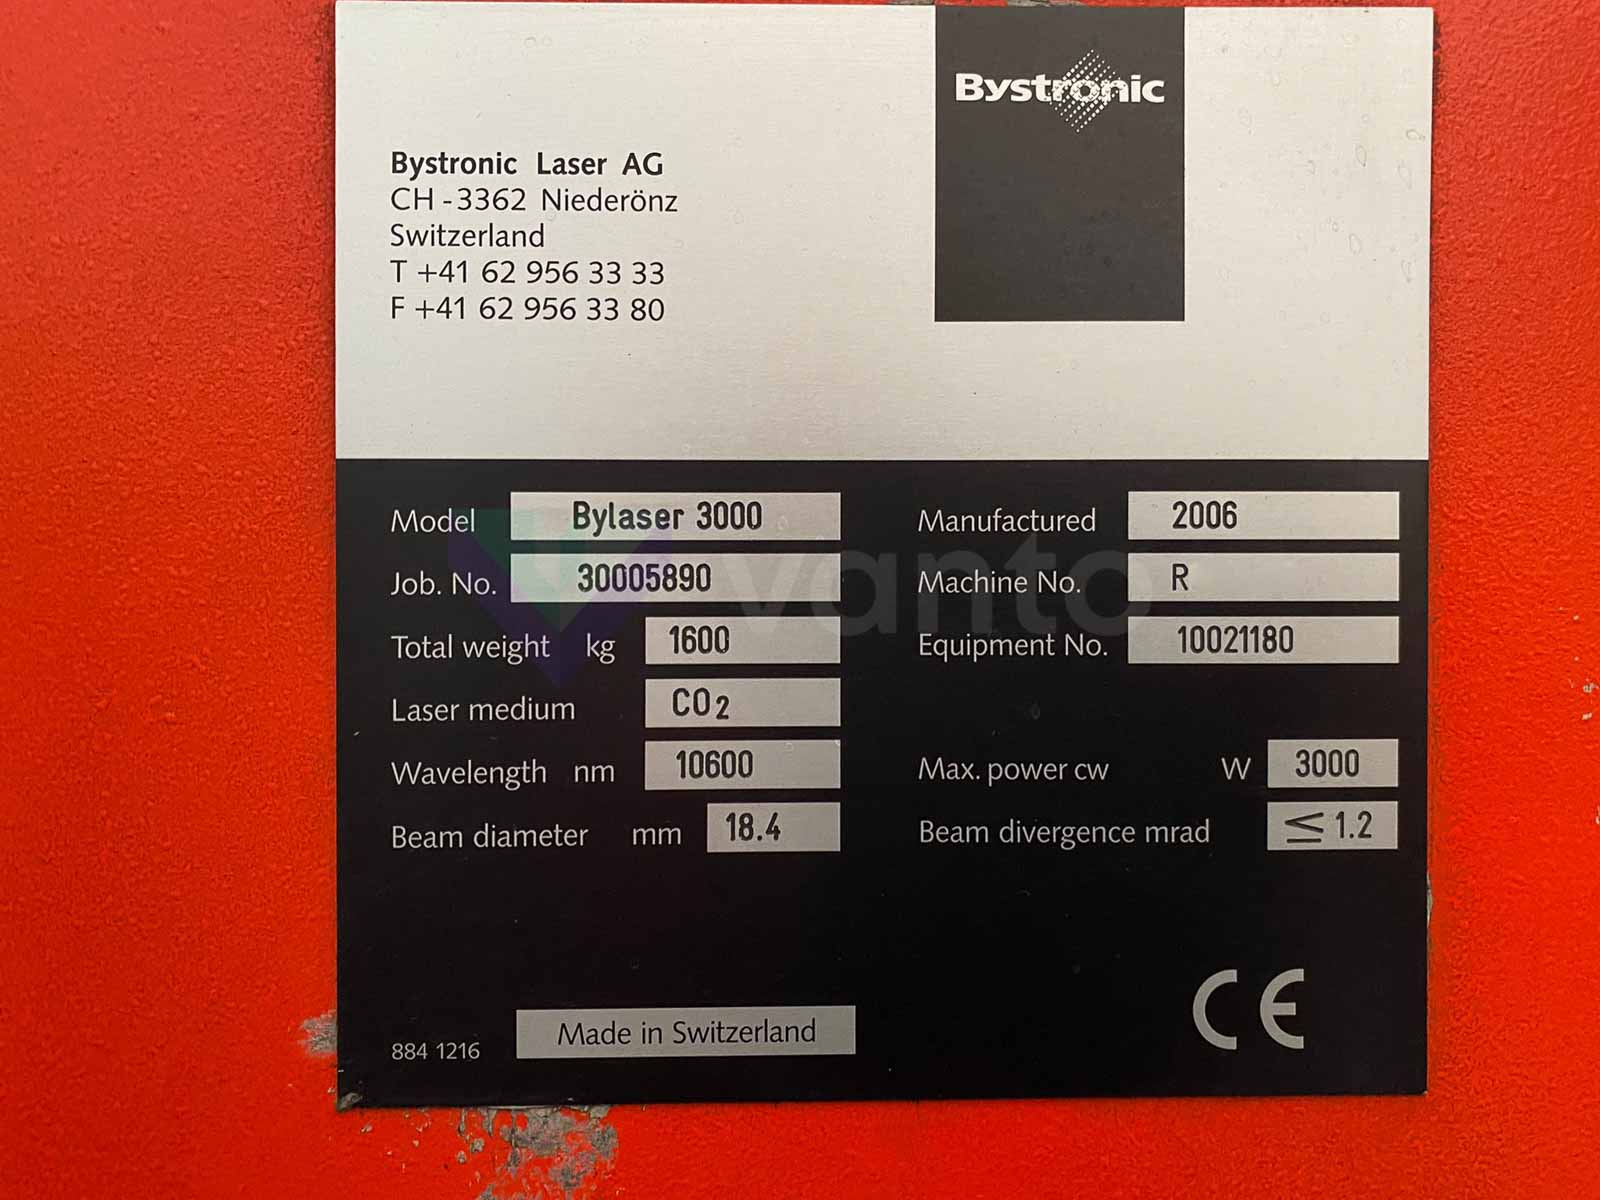 Bystronic
Bystronic Laser AG
CH-3362 Niederönz
Switzerland
T +41 62 956 33 33
F +41 62 956 33 80
Model Bylaser 3000
Manufactured 2006
Job. No. 30005890
Machine No. R
Total weight kg 1600
Equipment No. 10021180
Laser medium CO2
Wavelength nm 10600
Max. power cw W 3000
Beam diameter mm 18.4
Beam divergence mrad ≤ 1.2
vanto
884 1216
Made in Switzerland
CE